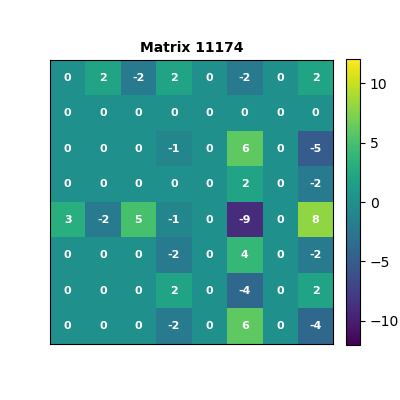 Matrix 11174
0 2 -2 2 0 -2 0 2
0 0 0 0 0 0 0 0
0 0 0 -1 0 6 0 -5
0 0 0 0 0 2 0 -2
3 -2 5 -1 0 -9 0 8
0 0 0 -2 0 4 0 -2
0 0 0 2 0 -4 0 2
0 0 0 -2 0 6 0 -4
10
5
0
−5
−10